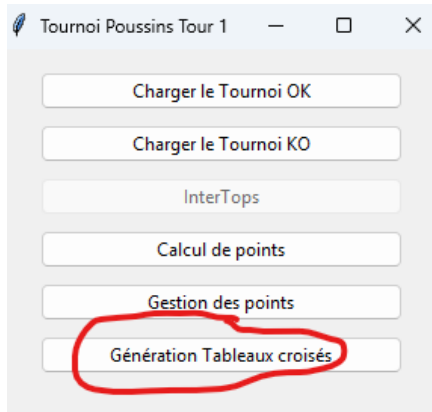 Tournoi Poussins Tour 1
Charger le Tournoi OK
Charger le Tournoi KO
InterTops
Calcul de points
Gestion des points
Génération Tableaux croisés